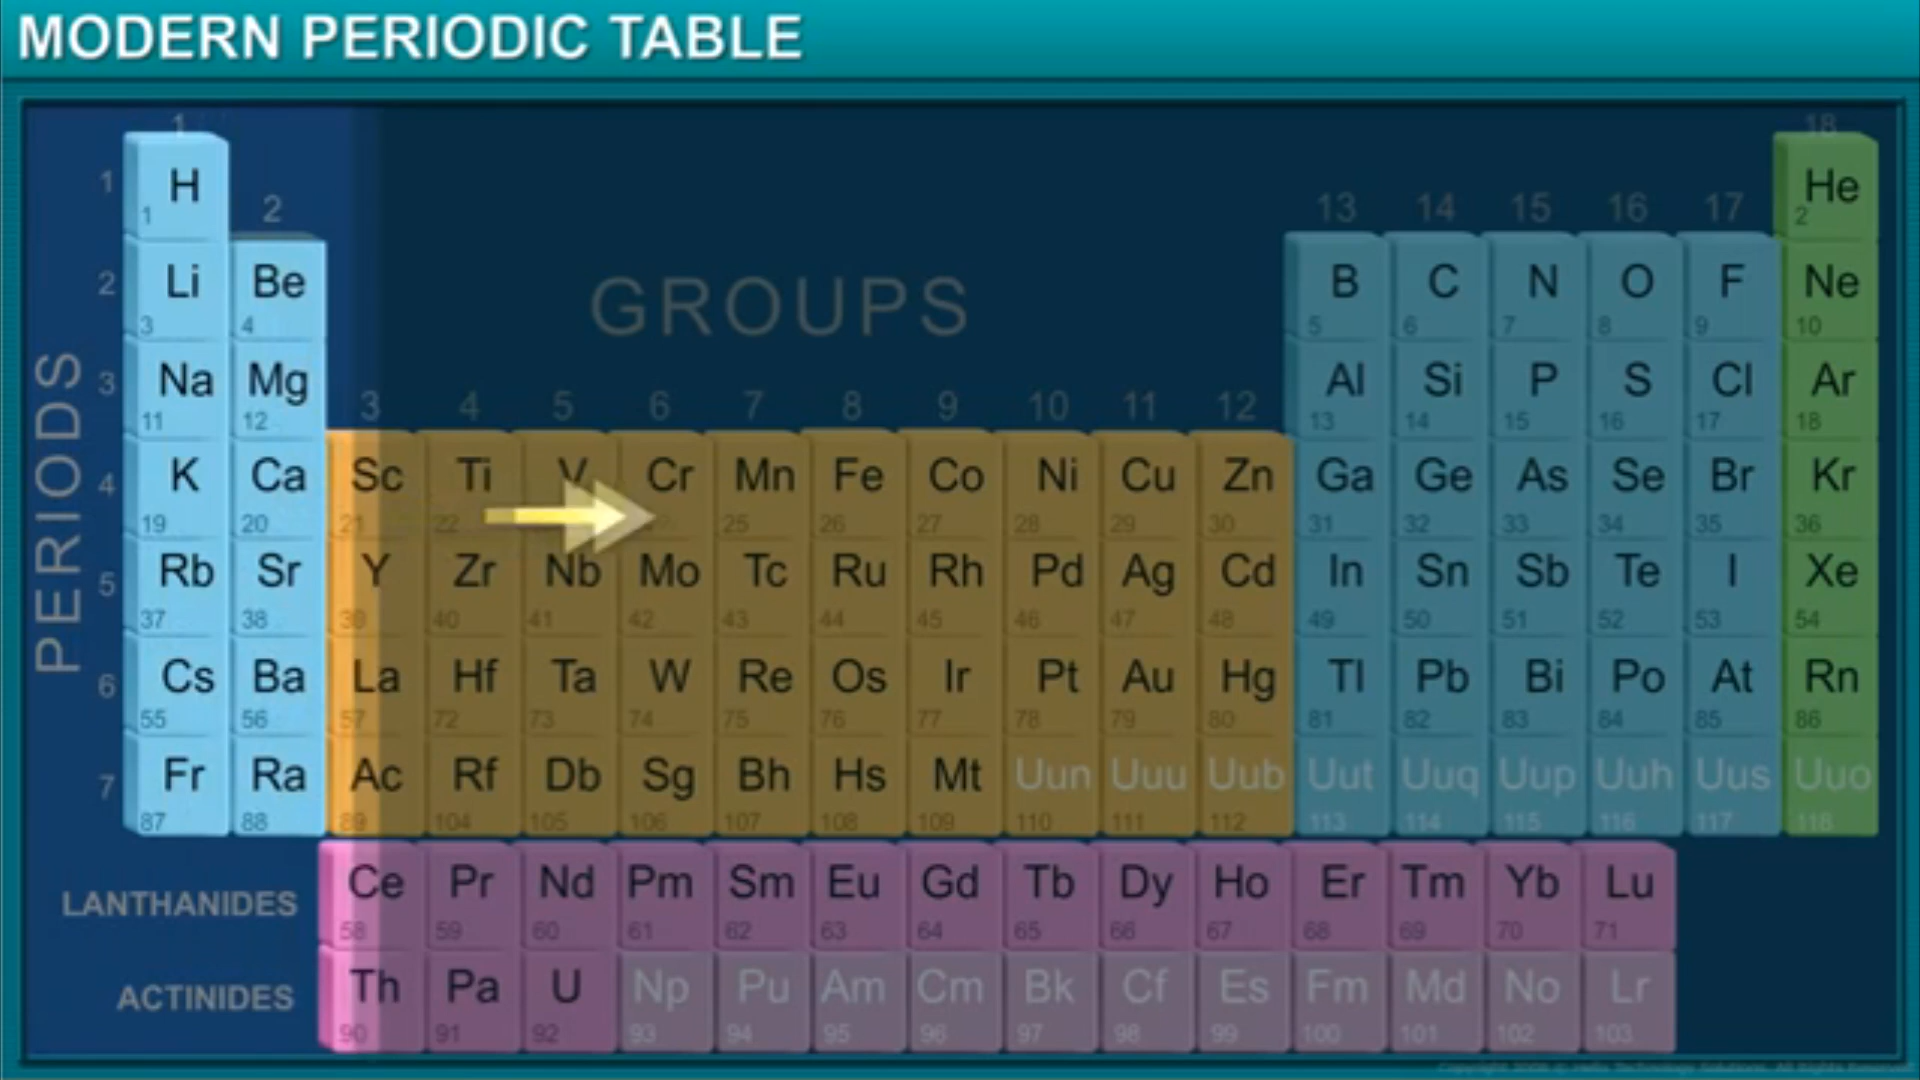 MODERN PERIODIC TABLE
1 18
1 H 1 He 2
2 13 14 15 16 17
GROUPS
PERIODS
2 Li 3 Be 4 B 5 C 6 N 7 O 8 F 9 Ne 10
3 Na 11 Mg 12 Al 13 Si 14 P 15 S 16 Cl 17 Ar 18
3 4 5 6 7 8 9 10 11 12
4 K 19 Ca 20 Sc 21 Ti 22 V Cr Mn 25 Fe 26 Co 27 Ni 28 Cu 29 Zn 30 Ga 31 Ge 32 As 33 Se 34 Br 35 Kr 36
5 Rb 37 Sr 38 Y 39 Zr 40 Nb 41 Mo 42 Tc 43 Ru 44 Rh 45 Pd 46 Ag 47 Cd 48 In 49 Sn 50 Sb 51 Te 52 I 53 Xe 54
6 Cs 55 Ba 56 La 57 Hf 72 Ta 73 W 74 Re 75 Os 76 Ir 77 Pt 78 Au 79 Hg 80 Tl 81 Pb 82 Bi 83 Po 84 At 85 Rn 86
7 Fr 87 Ra 88 Ac 89 Rf 104 Db 105 Sg 106 Bh 107 Hs 108 Mt 109 Uun 110 Uuu 111 Uub 112 Uut 113 Uuq 114 Uup 115 Uuh 116 Uus 117 Uuo 118
LANTHANIDES Ce 58 Pr 59 Nd 60 Pm 61 Sm 62 Eu 63 Gd 64 Tb 65 Dy 66 Ho 67 Er 68 Tm 69 Yb 70 Lu 71
ACTINIDES Th 90 Pa 91 U 92 Np 93 Pu 94 Am 95 Cm 96 Bk 97 Cf 98 Es 99 Fm 100 Md 101 No 102 Lr 103